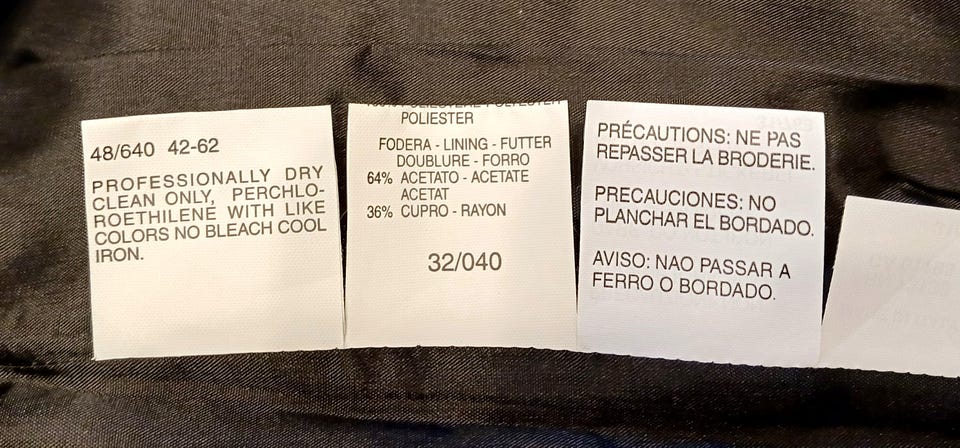 48/640 42-62
PROFESSIONALLY DRY
CLEAN ONLY, PERCHLO-
ROETHILENE WITH LIKE
COLORS NO BLEACH COOL
IRON.
POLIESTER
FODERA - LINING - FUTTER
DOUBLURE - FORRO
64% ACETATO - ACETATE
ACETAT
36% CUPRO - RAYON
32/040
PRÉCAUTIONS: NE PAS
REPASSER LA BRODERIE.
PRECAUCIONES: NO
PLANCHAR EL BORDADO.
AVISO: NAO PASSAR A
FERRO O BORDADO.